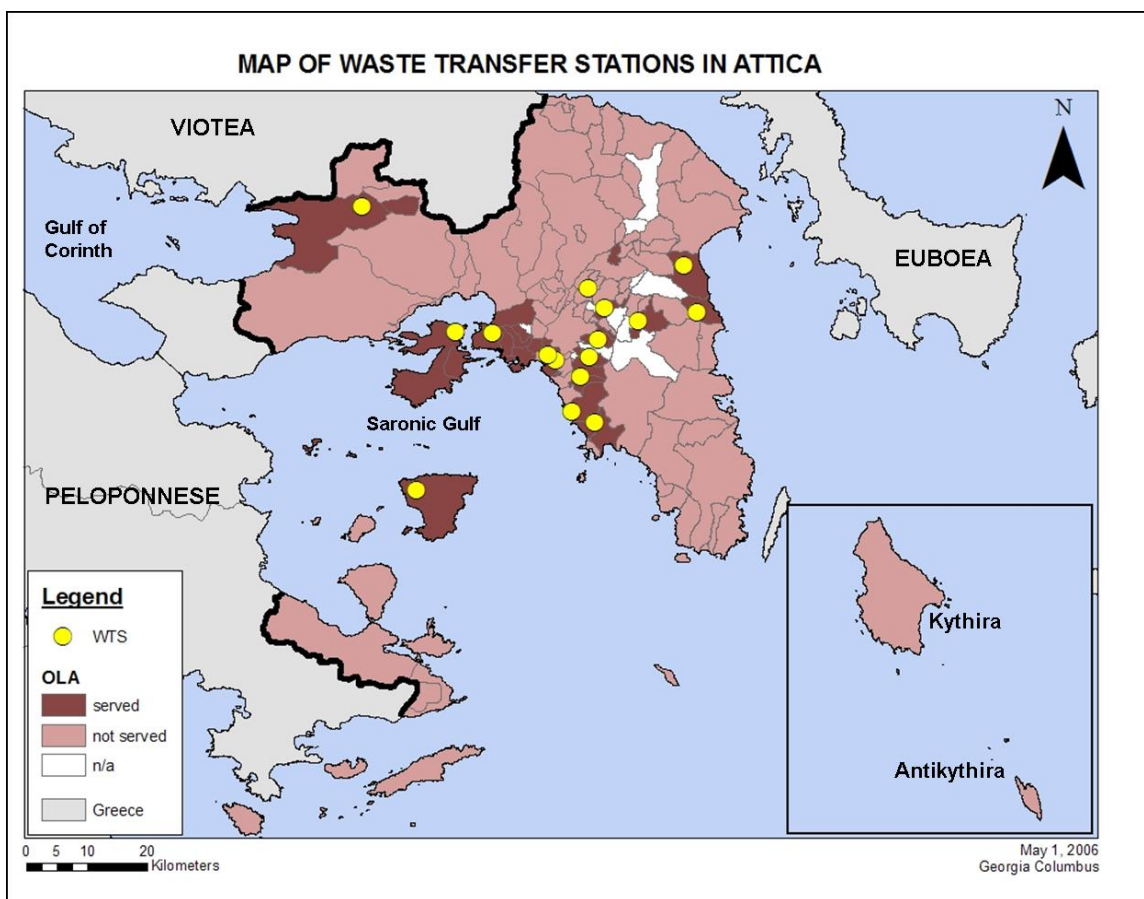 MAP OF WASTE TRANSFER STATIONS IN ATTICA
VIOTEA
N
Gulf of
Corinth
EUBOEA
Saronic Gulf
PELOPONNESE
Legend
WTS
OLA
served
not served
n/a
Greece
Kythira
Antikythira
0 5 10 20
Kilometers
May 1, 2006
Georgia Columbus